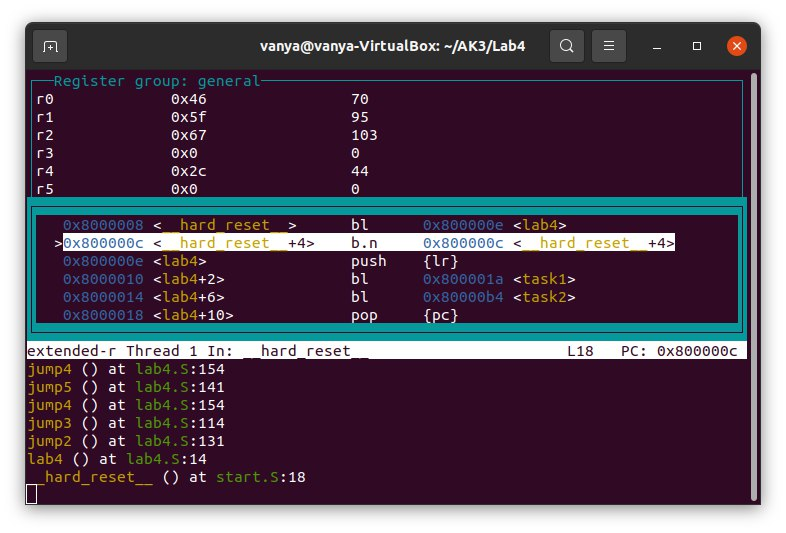 vanya@vanya-VirtualBox: ~/AK3/Lab4
Register group: general
r0 0x46 70
r1 0x5f 95
r2 0x67 103
r3 0x0 0
r4 0x2c 44
r5 0x0 0
0x8000008 <__hard_reset__> bl 0x800000e <lab4>
>0x800000c <__hard_reset__+4> b.n 0x800000c <__hard_reset__+4>
0x800000e <lab4> push {lr}
0x8000010 <lab4+2> bl 0x800001a <task1>
0x8000014 <lab4+6> bl 0x80000b4 <task2>
0x8000018 <lab4+10> pop {pc}
extended-r Thread 1 In: __hard_reset__ L18 PC: 0x800000c
jump4 () at lab4.S:154
jump5 () at lab4.S:141
jump4 () at lab4.S:154
jump3 () at lab4.S:114
jump2 () at lab4.S:131
lab4 () at lab4.S:14
__hard_reset__ () at start.S:18